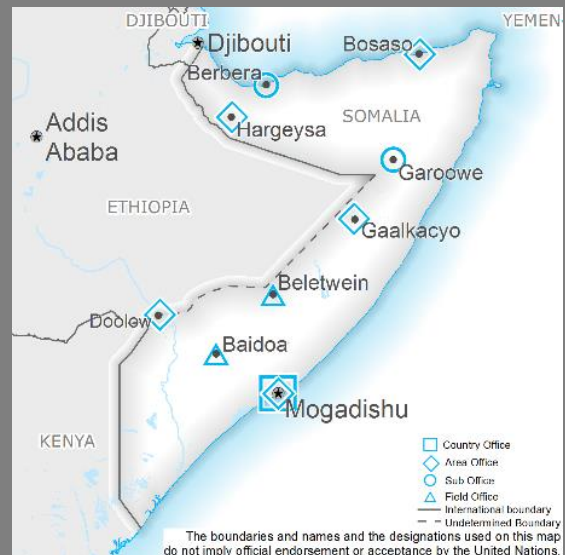 DJIBOUTI
YEMEN
Djibouti
Bosaso
Berbera
SOMALIA
Addis
Ababa
Hargeysa
Garoowe
ETHIOPIA
Gaalkacyo
Beletwein
Doolow
Baidoa
Mogadishu
KENYA
Country Office
Area Office
Sub Office
Field Office
International boundary
Undetermined Boundary
The boundaries and names and the designations used on this map
do not imply official endorsement or acceptance by the United Nations.